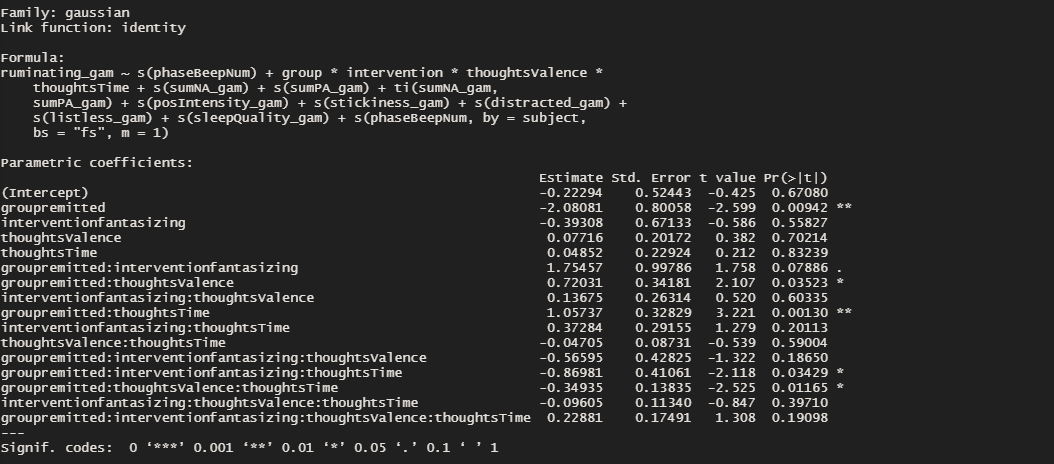 Family: gaussian
Link function: identity

Formula:
ruminating_gam ~ s(phaseBeepNum) + group * intervention * thoughtsValence *
    thoughtsTime + s(sumNA_gam) + s(sumPA_gam) + ti(sumNA_gam,
    sumPA_gam) + s(posIntensity_gam) + s(stickiness_gam) + s(distracted_gam) +
    s(listless_gam) + s(sleepQuality_gam) + s(phaseBeepNum, by = subject,
    bs = "fs", m = 1)

Parametric coefficients:
                                                                  Estimate Std. Error t value Pr(>|t|)
(Intercept)                                                       -0.22294    0.52443  -0.425  0.67080
groupremitted                                                     -2.08081    0.80058  -2.599  0.00942 **
interventionfantasizing                                           -0.39308    0.67133  -0.586  0.55827
thoughtsValence                                                    0.07716    0.20172   0.382  0.70214
thoughtsTime                                                       0.04852    0.22924   0.212  0.83239
groupremitted:interventionfantasizing                              1.75457    0.99786   1.758  0.07886 .
groupremitted:thoughtsValence                                      0.72031    0.34181   2.107  0.03523 *
interventionfantasizing:thoughtsValence                            0.13675    0.26314   0.520  0.60335
groupremitted:thoughtsTime                                         1.05737    0.32829   3.221  0.00130 **
interventionfantasizing:thoughtsTime                               0.37284    0.29155   1.279  0.20113
thoughtsValence:thoughtsTime                                      -0.04705    0.08731  -0.539  0.59004
groupremitted:interventionfantasizing:thoughtsValence             -0.56595    0.42825  -1.322  0.18650
groupremitted:interventionfantasizing:thoughtsTime                -0.86981    0.41061  -2.118  0.03429 *
groupremitted:thoughtsValence:thoughtsTime                        -0.34935    0.13835  -2.525  0.01165 *
interventionfantasizing:thoughtsValence:thoughtsTime              -0.09605    0.11340  -0.847  0.39710
groupremitted:interventionfantasizing:thoughtsValence:thoughtsTime  0.22881    0.17491   1.308  0.19098
---
Signif. codes:  0 ‘***’ 0.001 ‘**’ 0.01 ‘*’ 0.05 ‘.’ 0.1 ‘ ’ 1